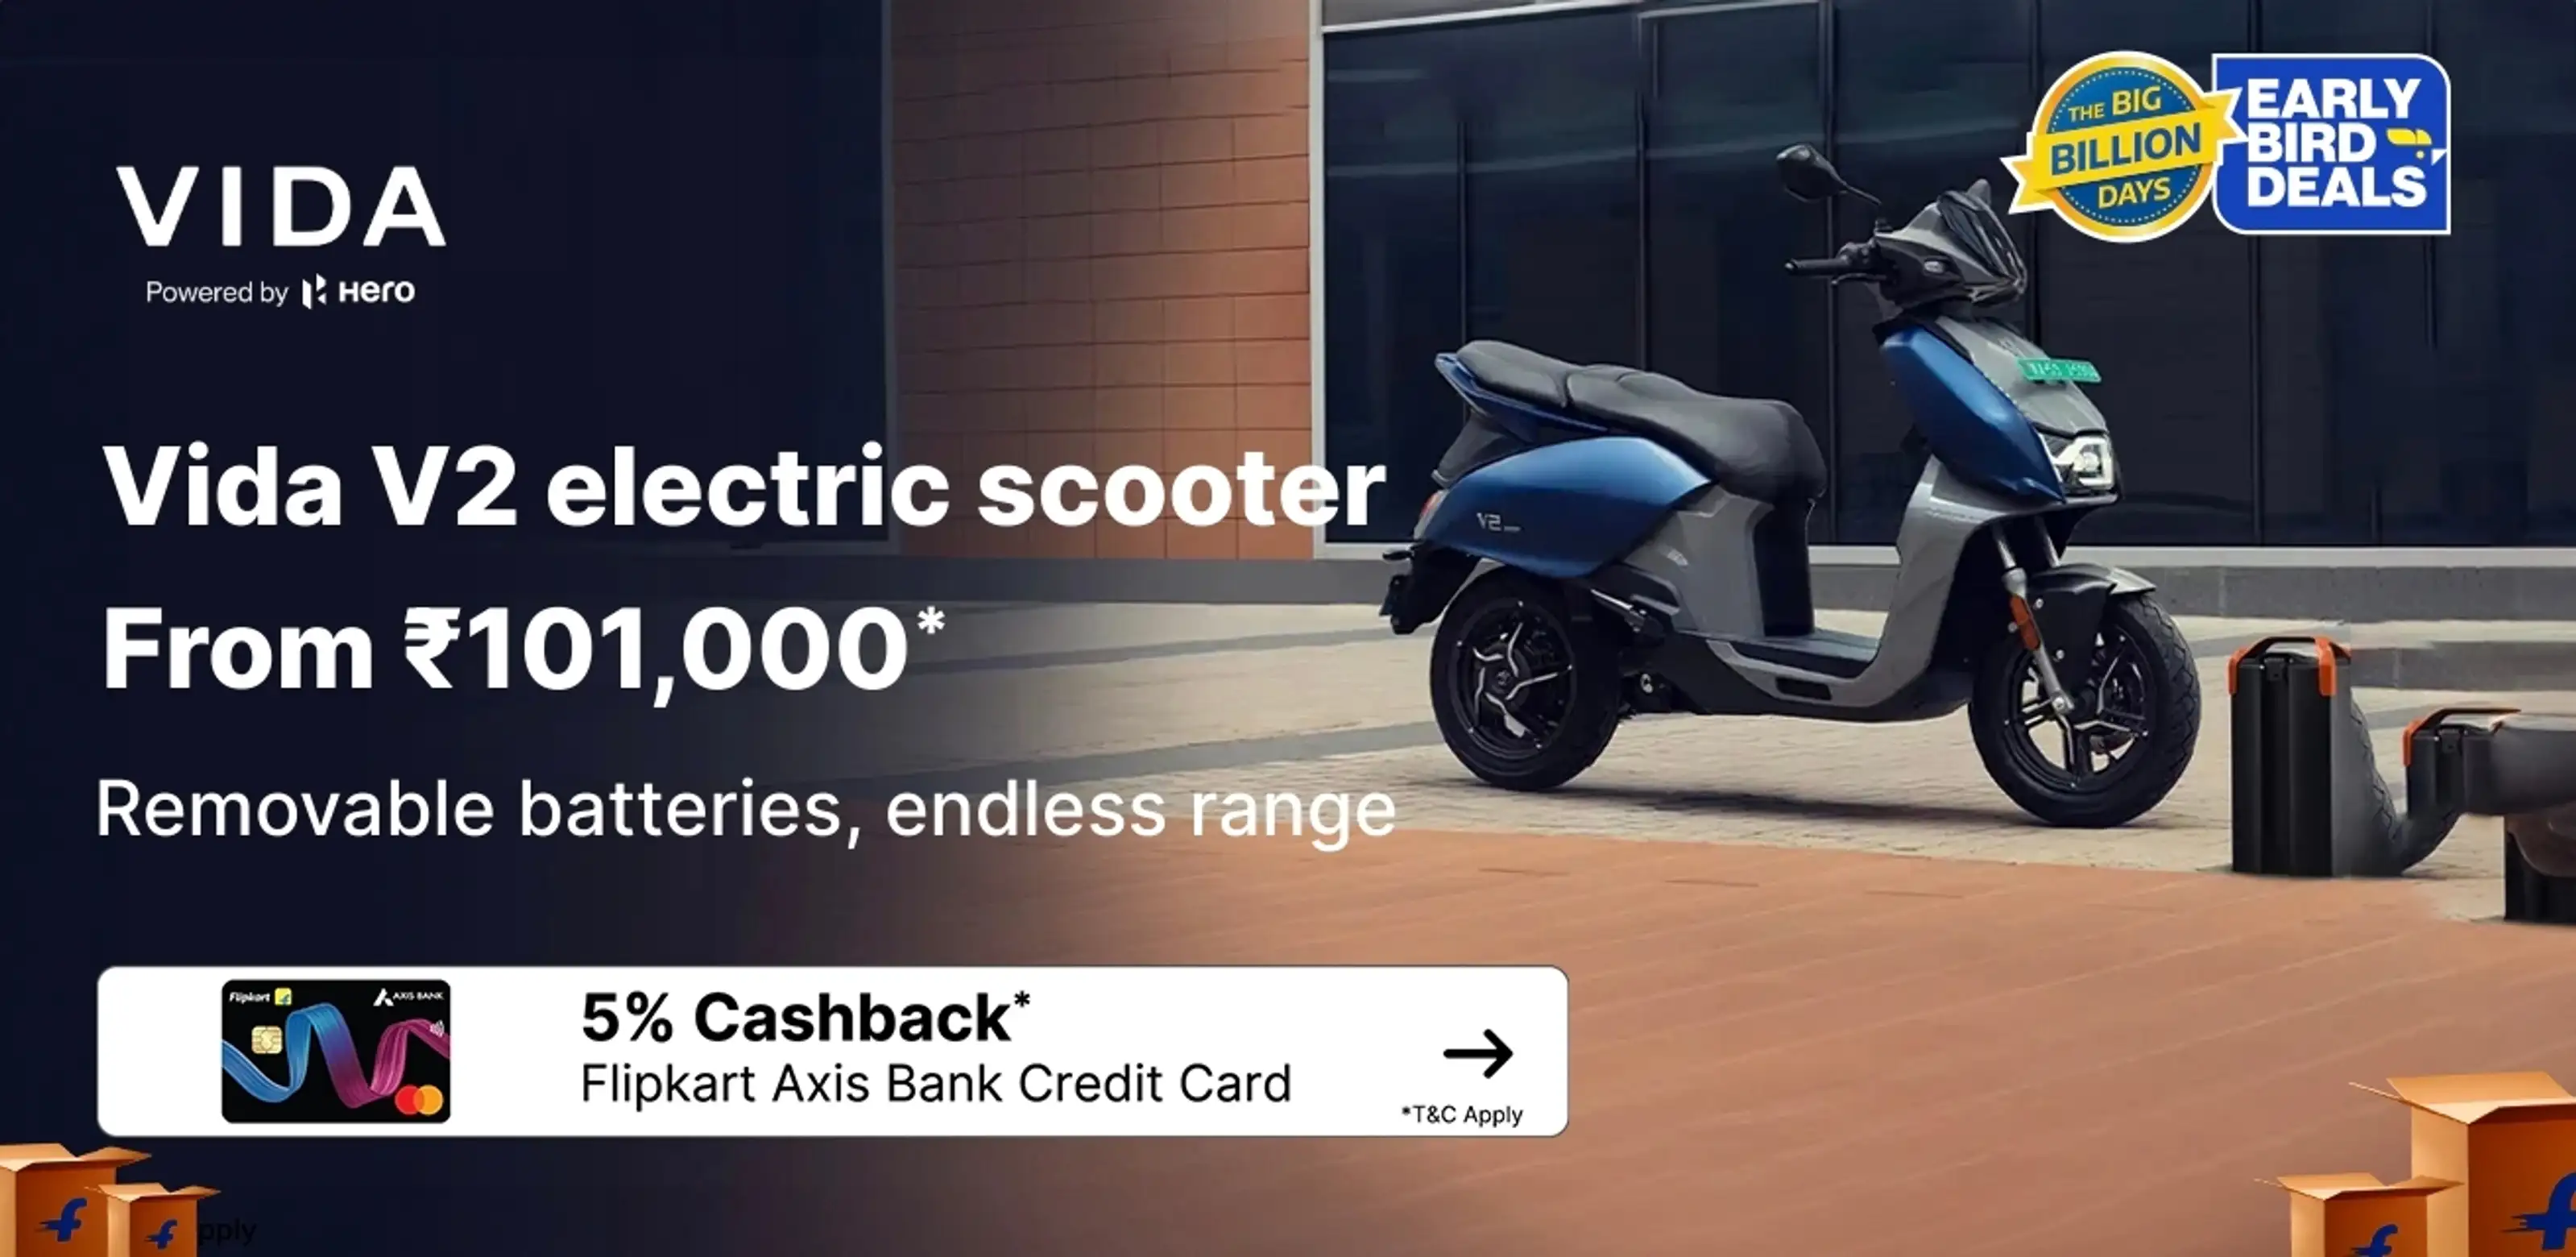 VIDA
Powered by Hero
THE BIG
BILLION
DAYS
EARLY
BIRD
DEALS
Vida V2 electric scooter
From ₹101,000*
Removable batteries, endless range
V2
Flipkart
AXIS BANK
5% Cashback*
Flipkart Axis Bank Credit Card
*T&C Apply
pply